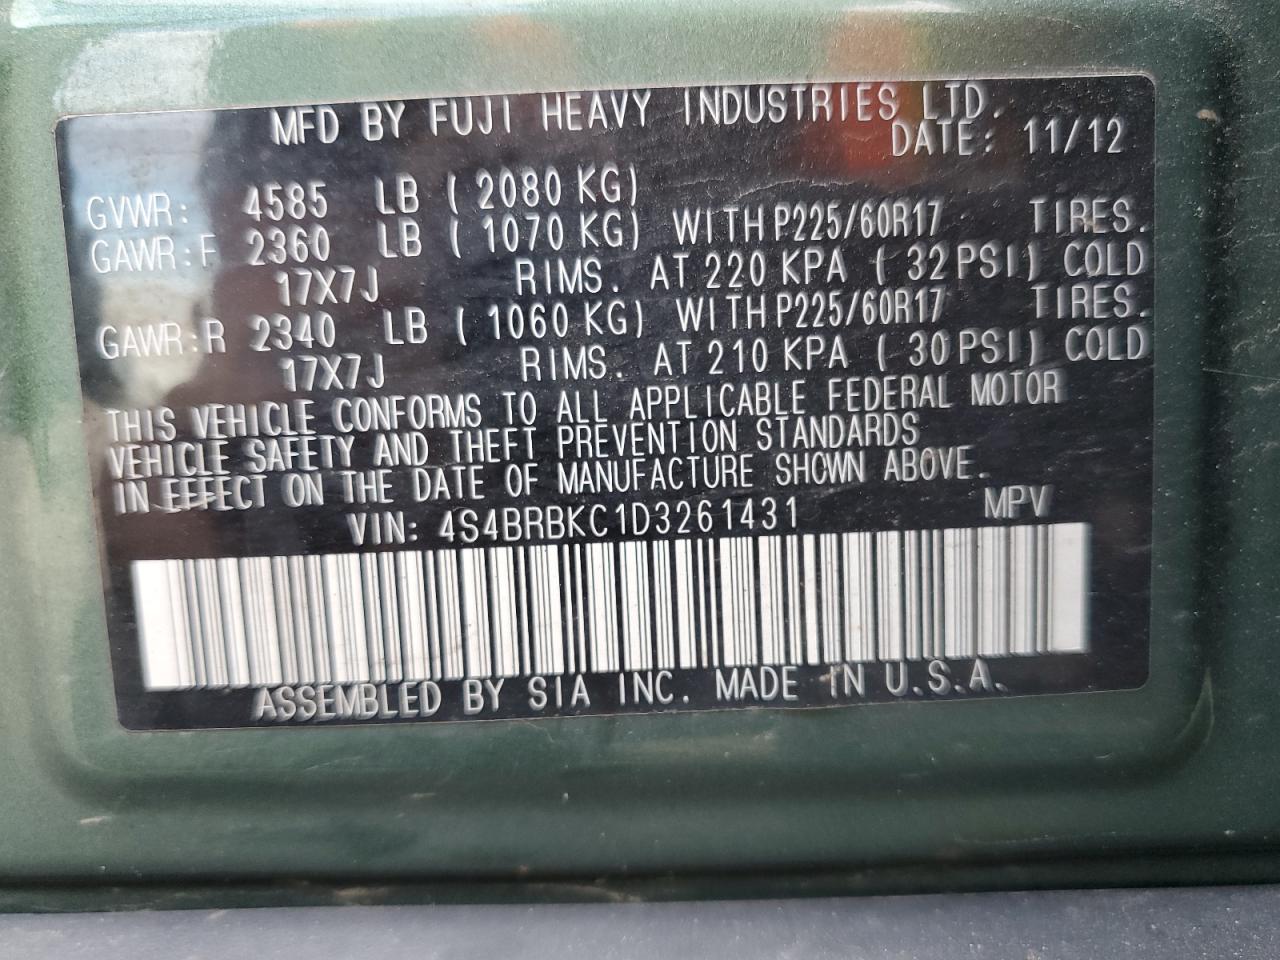 MFD BY FUJI HEAVY INDUSTRIES LTD.
DATE: 11/12
GVWR: 4585 LB ( 2080 KG)
GAWR:F 2360 LB ( 1070 KG) WITH P225/60R17 TIRES.
17X7J RIMS. AT 220 KPA ( 32 PSI) COLD
GAWR:R 2340 LB ( 1060 KG) WITH P225/60R17 TIRES.
17X7J RIMS. AT 210 KPA ( 30 PSI) COLD
THIS VEHICLE CONFORMS TO ALL APPLICABLE FEDERAL MOTOR
VEHICLE SAFETY AND THEFT PREVENTION STANDARDS
IN EFFECT ON THE DATE OF MANUFACTURE SHOWN ABOVE.
VIN: 4S4BRBKC1D3261431 MPV
ASSEMBLED BY SIA INC. MADE IN U.S.A.